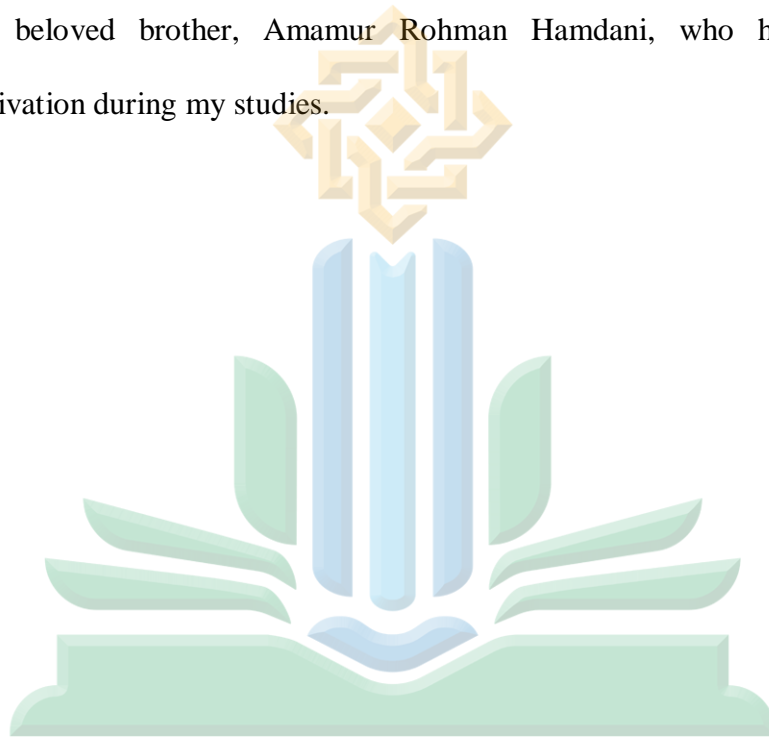 beloved brother, Amamur Rohman Hamdani, who h
ivation during my studies.